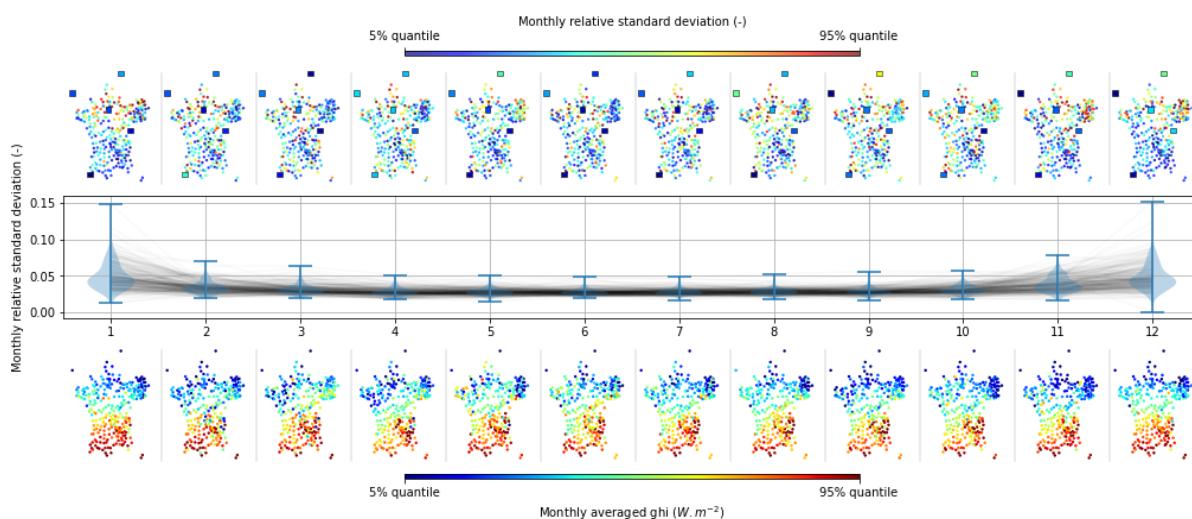 Monthly relative standard deviation (-)
5% quantile 95% quantile
Monthly relative standard deviation (-)
0.15
0.10
0.05
0.00
1 2 3 4 5 6 7 8 9 10 11 12
5% quantile 95% quantile
Monthly averaged ghi (W.m⁻²)